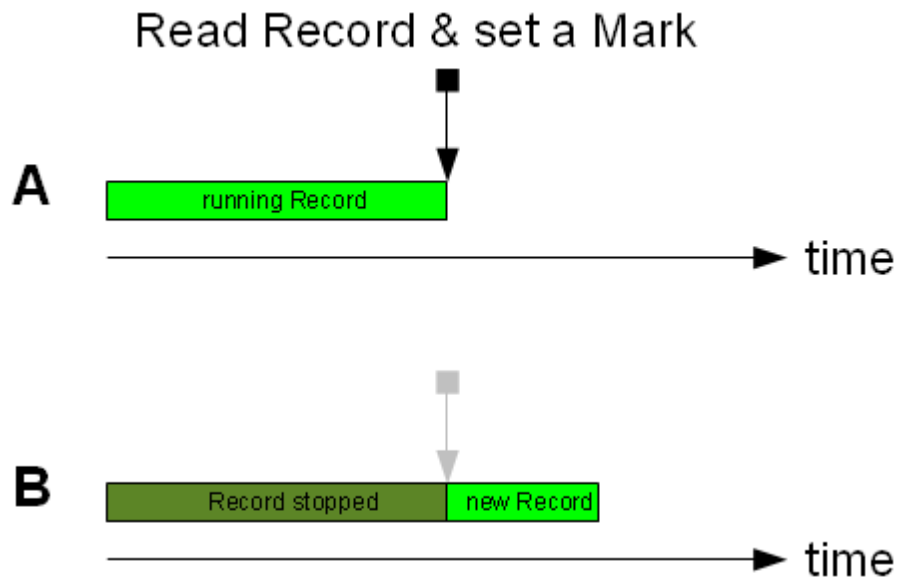 Read Record & set a Mark
A
running Record
time
B
Record stopped
new Record
time